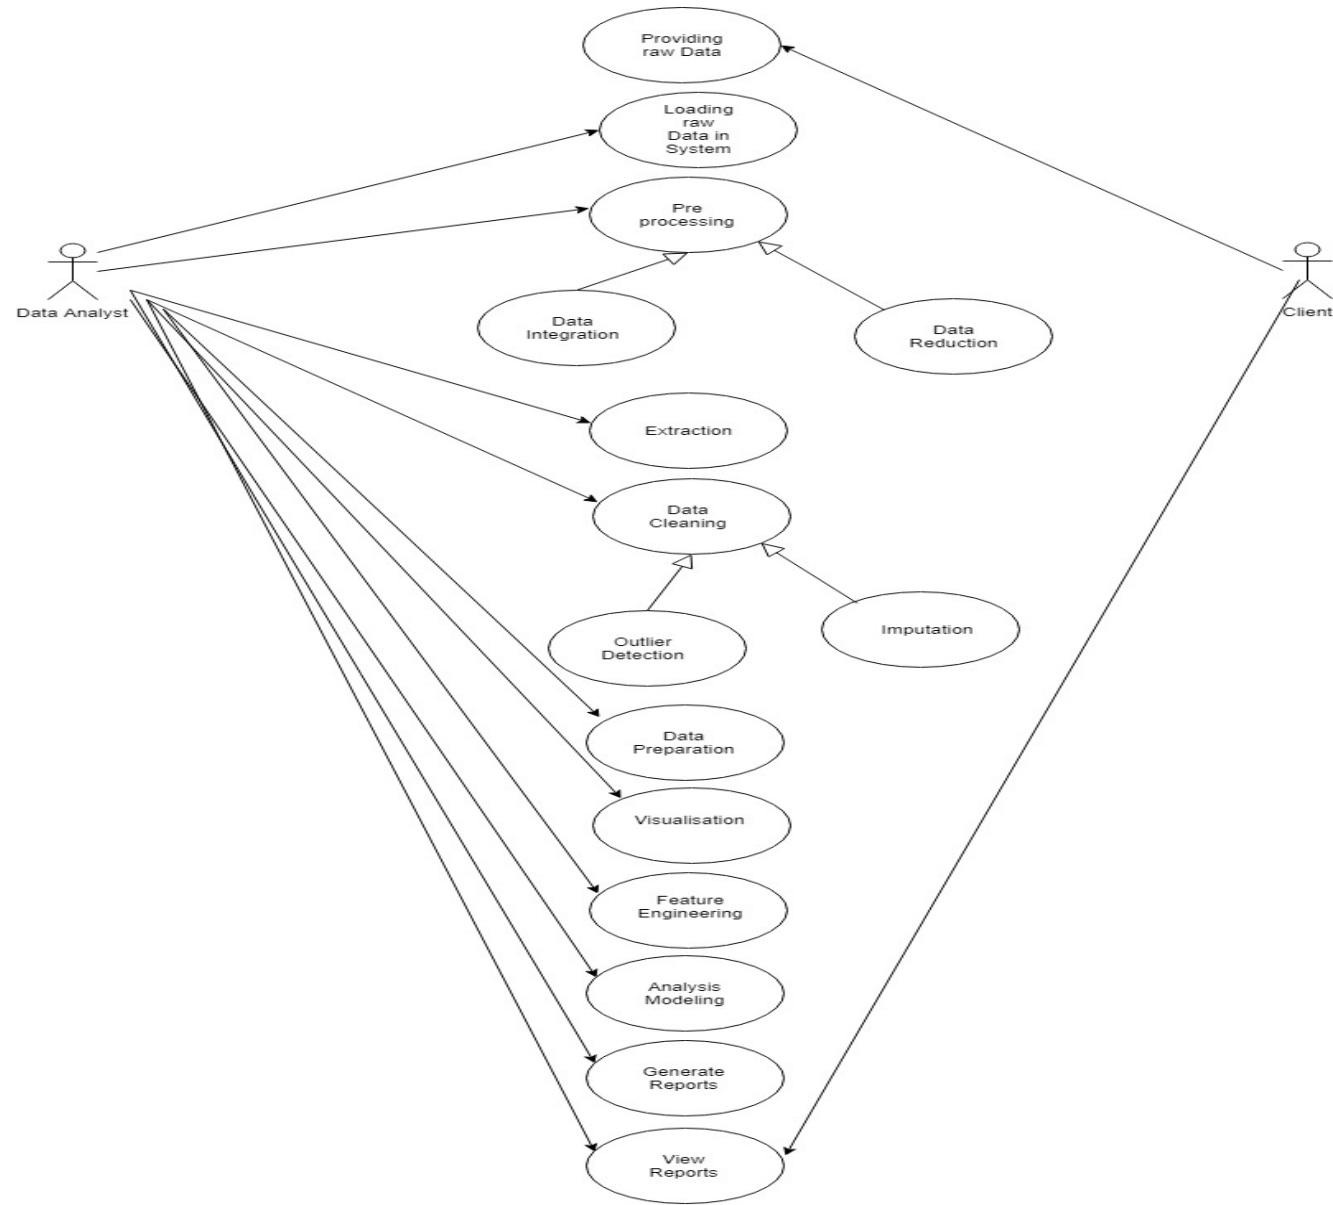 Providing
raw Data
Loading
raw
Data in
System
Pre
processing
Data Analyst
Client
Data
Integration
Data
Reduction
Extraction
Data
Cleaning
Outlier
Detection
Imputation
Data
Preparation
Visualisation
Feature
Engineering
Analysis
Modeling
Generate
Reports
View
Reports